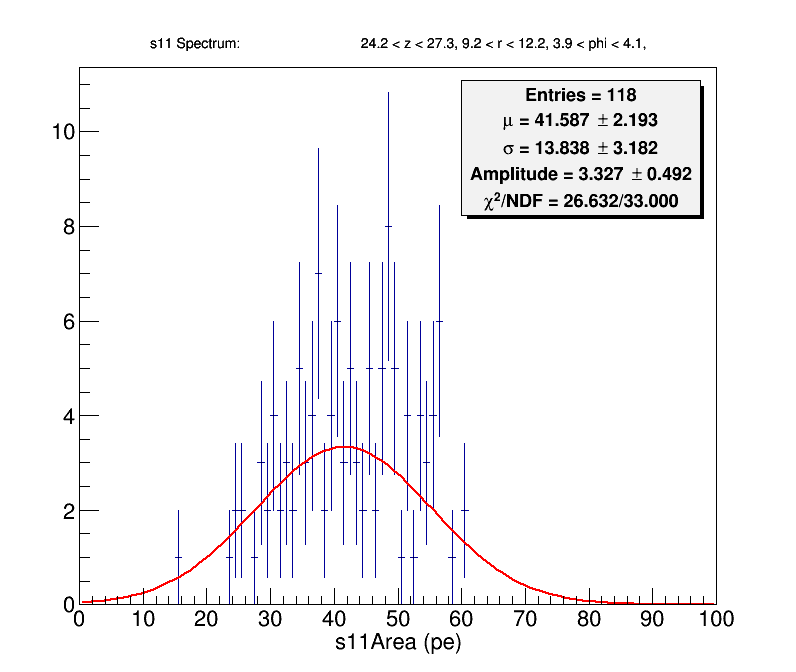 s11 Spectrum: 24.2 < z < 27.3, 9.2 < r < 12.2, 3.9 < phi < 4.1,
Entries = 118
μ = 41.587 ± 2.193
σ = 13.838 ± 3.182
Amplitude = 3.327 ± 0.492
χ²/NDF = 26.632/33.000
10
8
6
4
2
0
0 10 20 30 40 50 60 70 80 90 100
s11Area (pe)